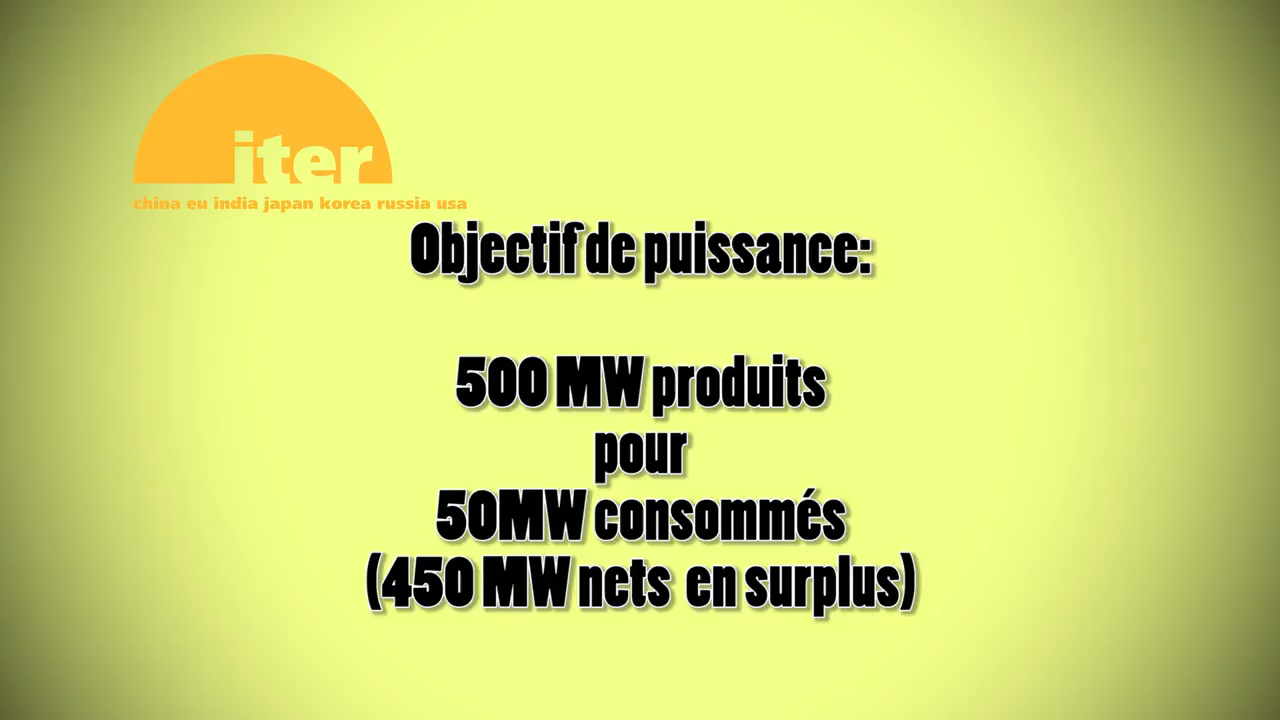 iter
china eu india japan korea russia usa
Objectif de puissance:
500 MW produits
pour
50MW consommés
(450 MW nets en surplus)